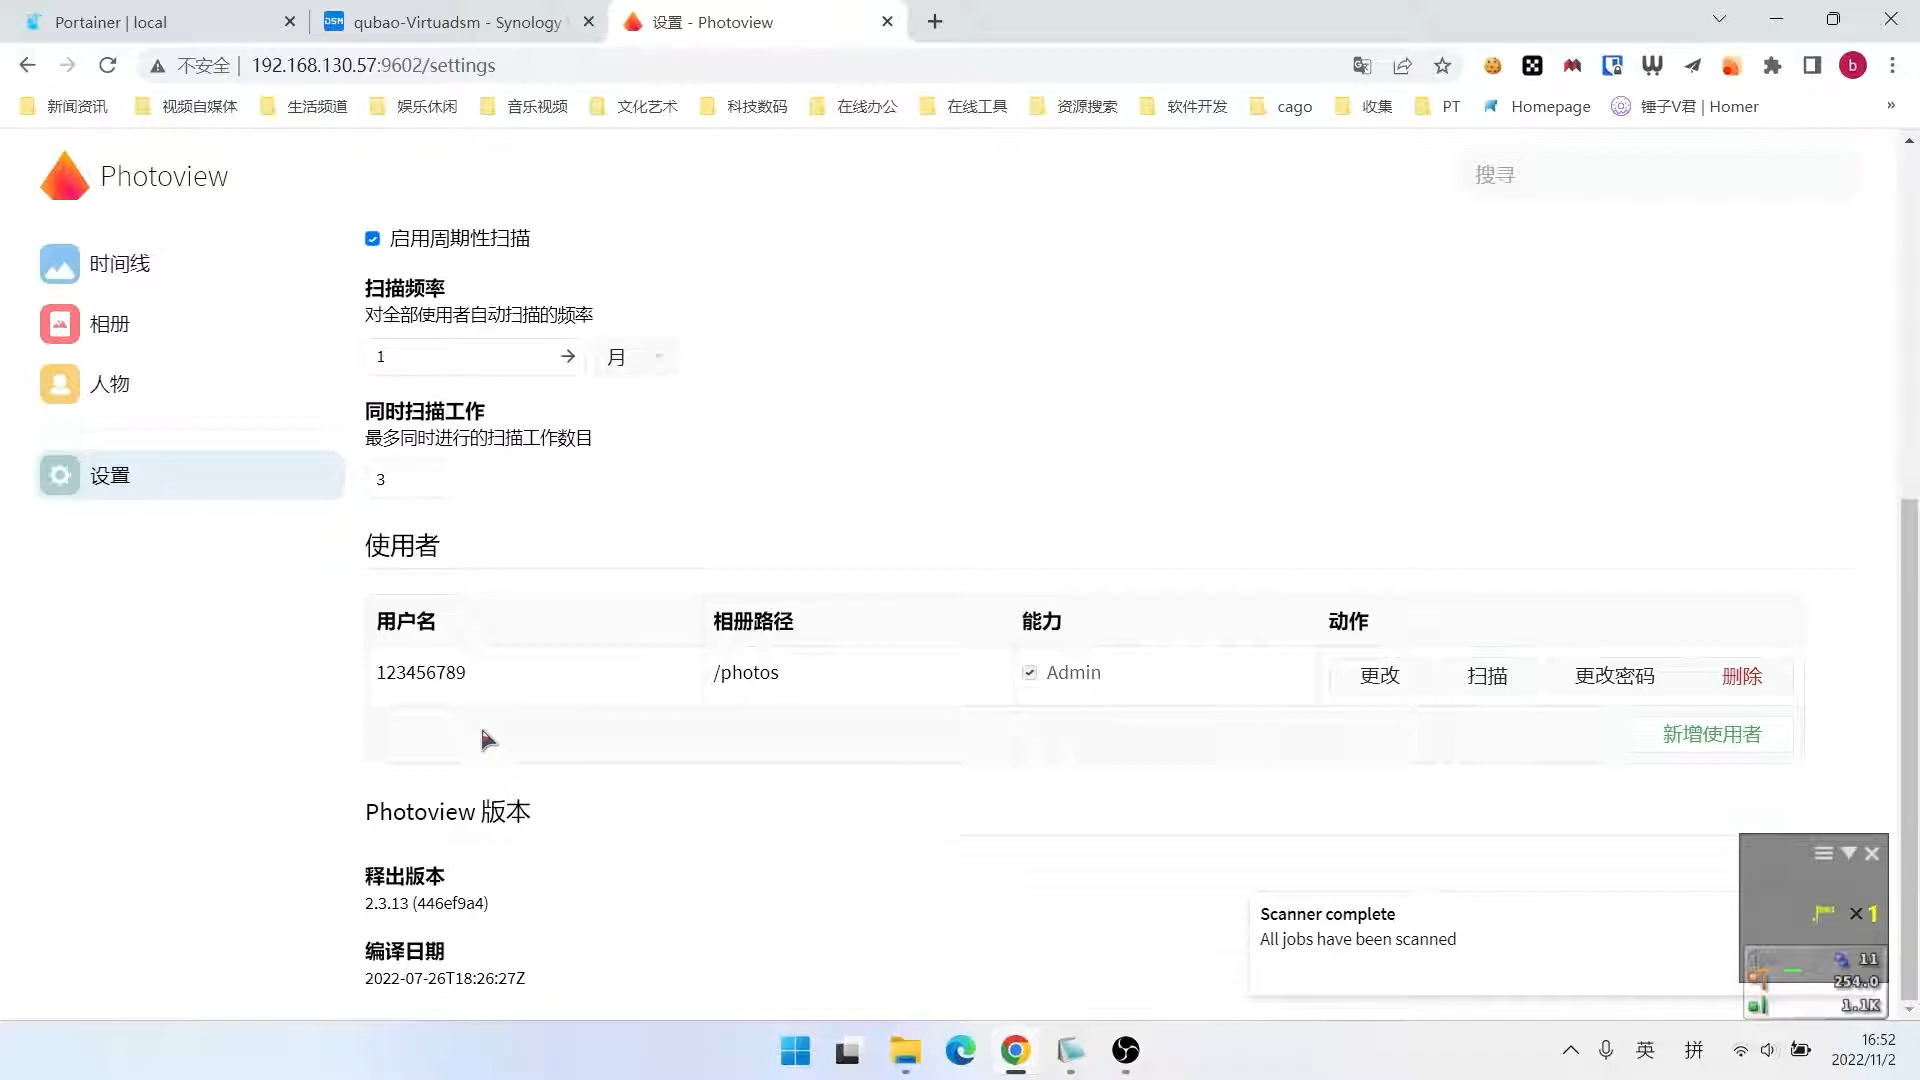 Portainer | local
qubao-Virtuadsm - Synology
设置 - Photoview
不安全 | 192.168.130.57:9602/settings
b
新闻资讯 视频自媒体 生活频道 娱乐休闲 音乐视频 文化艺术 科技数码 在线办公 在线工具 资源搜索 软件开发 cago 收集 PT Homepage 锤子V君 | Homer »
Photoview
搜寻
时间线
相册
人物
设置
启用周期性扫描
扫描频率
对全部使用者自动扫描的频率
1 月
同时扫描工作
最多同时进行的扫描工作数目
3
使用者
用户名 相册路径 能力 动作
123456789 /photos Admin 更改 扫描 更改密码 删除
新增使用者
Photoview 版本
释出版本
2.3.13 (446ef9a4)
编译日期
2022-07-26T18:26:27Z
Scanner complete
All jobs have been scanned
×1
11
254.0
1.1K
英 拼
16:52
2022/11/2